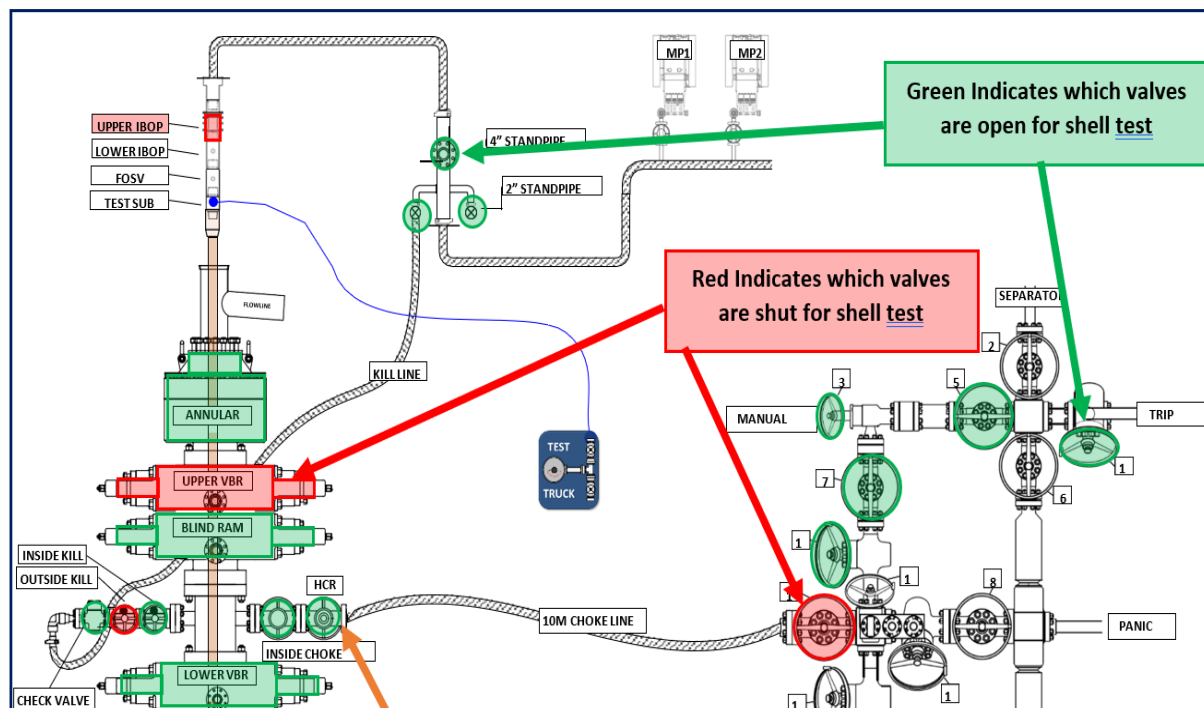 MP1
MP2
Green Indicates which valves
are open for shell test
UPPER IBOP
LOWER IBOP
FOSV
TEST SUB
4" STANDPIPE
2" STANDPIPE
Red Indicates which valves
are shut for shell test
FLOWLINE
SEPARATO
2
KILL LINE
3
5
MANUAL
TRIP
ANNULAR
1
TEST
TRUCK
UPPER VBR
7
6
BLIND RAM
1
INSIDE KILL
OUTSIDE KILL
HCR
1
8
10M CHOKE LINE
PANIC
INSIDE CHOKE
LOWER VBR
1
CHECK VALVE
1